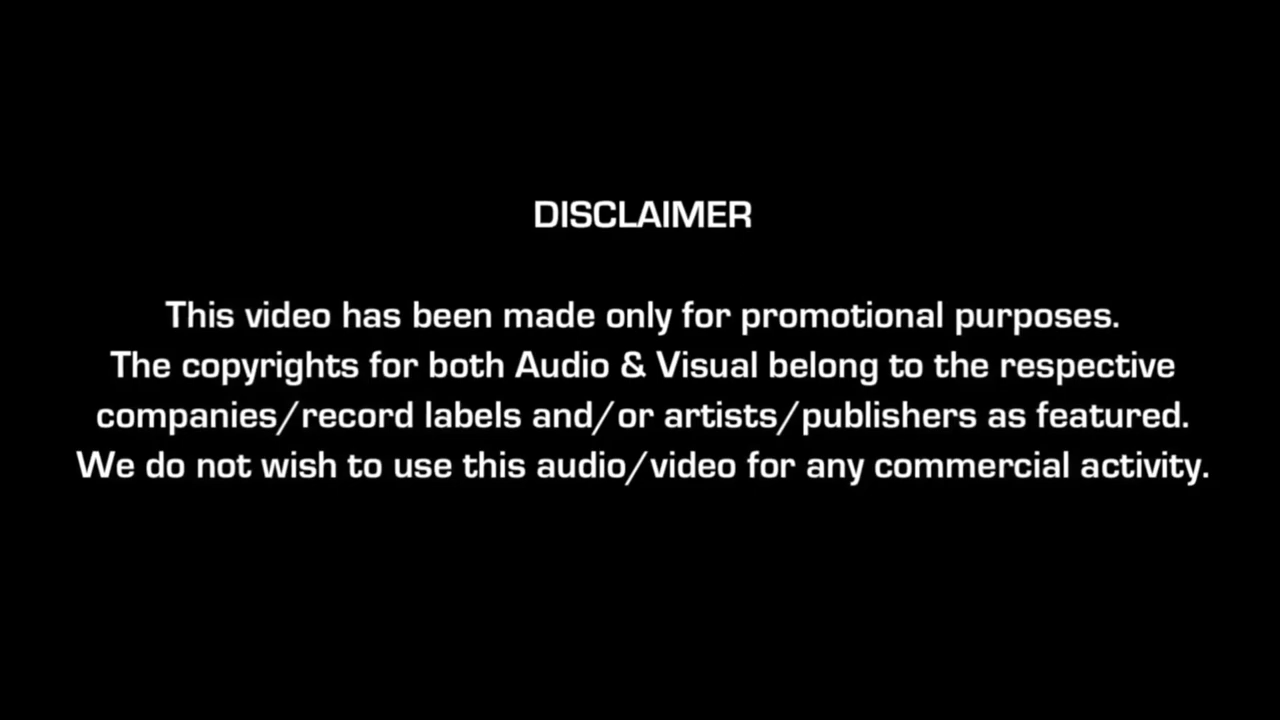 DISCLAIMER
This video has been made only for promotional purposes.
The copyrights for both Audio & Visual belong to the respective
companies/record labels and/or artists/publishers as featured.
We do not wish to use this audio/video for any commercial activity.